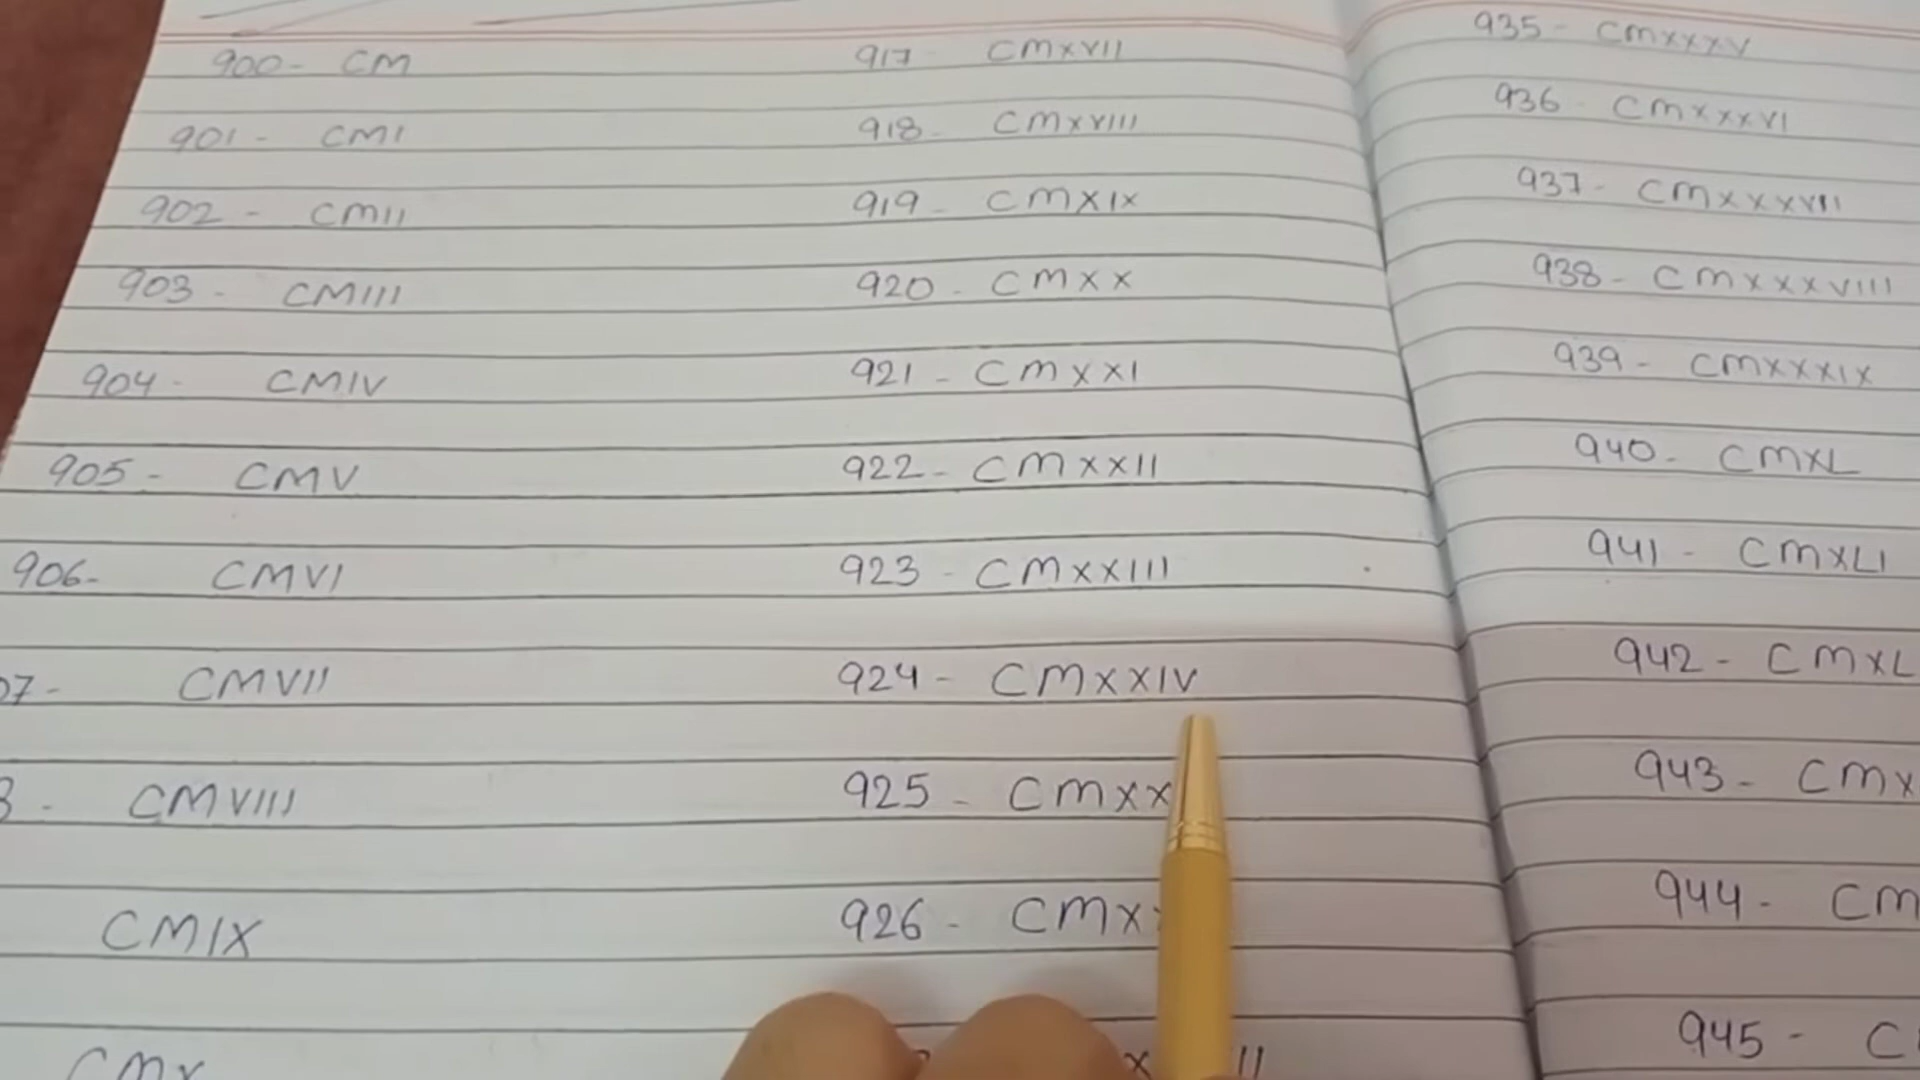 900- CM
901- CMI
902- CMII
903- CMIII
904- CMIV
905- CMV
906- CMVI
07- CMVII
CMVIII
CMIX
CMX
917 CMXVII
918- CMXVIII
919- CMXIX
920- CMXX
921- CMXXI
922- CMXXII
923- CMXXIII
924- CMXXIV
925- CMXX
926- CMX
935- CMXXXV
936- CMXXXVI
937- CMXXXVII
938- CMXXXVIII
939- CMXXXIX
940- CMXL
941- CMXLI
942- CMXL
943- CMX
944- CM
945- C